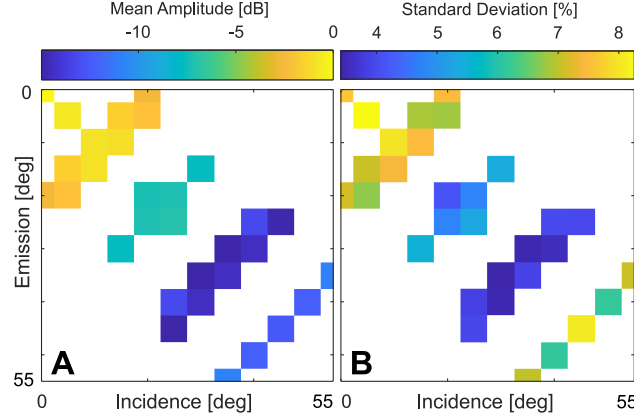 Mean Amplitude [dB]
Standard Deviation [%]
-10 -5 0
4 5 6 7 8
0
Emission [deg]
55
A
B
0 Incidence [deg] 55
0 Incidence [deg] 55